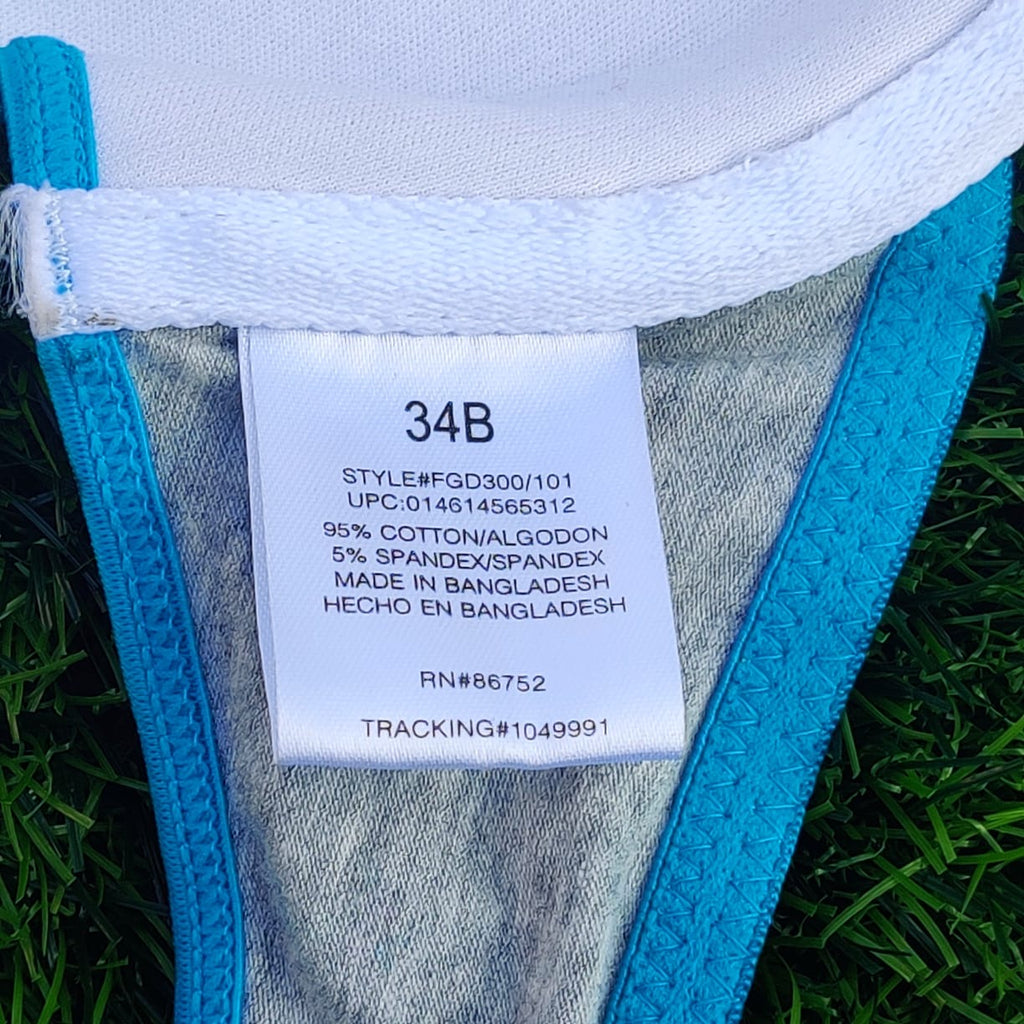 34B
STYLE#FGD300/101
UPC:014614565312
95% COTTON/ALGODON
5% SPANDEX/SPANDEX
MADE IN BANGLADESH
HECHO EN BANGLADESH
RN#86752
TRACKING#1049991